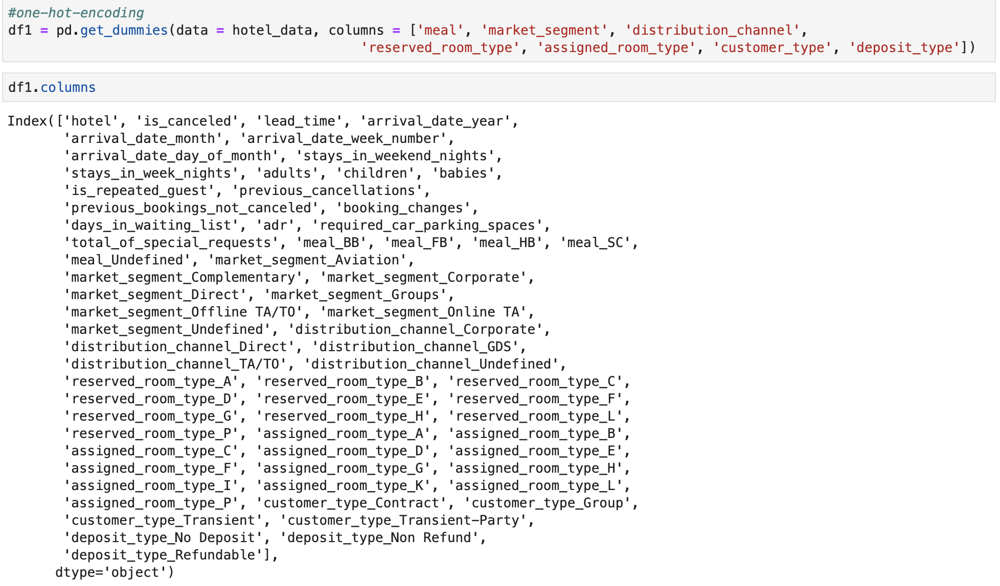 #one-hot-encoding
df1 = pd.get_dummies(data = hotel_data, columns = ['meal', 'market_segment', 'distribution_channel',
'reserved_room_type', 'assigned_room_type', 'customer_type', 'deposit_type'])
df1.columns
Index(['hotel', 'is_canceled', 'lead_time', 'arrival_date_year',
'arrival_date_month', 'arrival_date_week_number',
'arrival_date_day_of_month', 'stays_in_weekend_nights',
'stays_in_week_nights', 'adults', 'children', 'babies',
'is_repeated_guest', 'previous_cancellations',
'previous_bookings_not_canceled', 'booking_changes',
'days_in_waiting_list', 'adr', 'required_car_parking_spaces',
'total_of_special_requests', 'meal_BB', 'meal_FB', 'meal_HB', 'meal_SC',
'meal_Undefined', 'market_segment_Aviation',
'market_segment_Complementary', 'market_segment_Corporate',
'market_segment_Direct', 'market_segment_Groups',
'market_segment_Offline TA/TO', 'market_segment_Online TA',
'market_segment_Undefined', 'distribution_channel_Corporate',
'distribution_channel_Direct', 'distribution_channel_GDS',
'distribution_channel_TA/TO', 'distribution_channel_Undefined',
'reserved_room_type_A', 'reserved_room_type_B', 'reserved_room_type_C',
'reserved_room_type_D', 'reserved_room_type_E', 'reserved_room_type_F',
'reserved_room_type_G', 'reserved_room_type_H', 'reserved_room_type_L',
'reserved_room_type_P', 'assigned_room_type_A', 'assigned_room_type_B',
'assigned_room_type_C', 'assigned_room_type_D', 'assigned_room_type_E',
'assigned_room_type_F', 'assigned_room_type_G', 'assigned_room_type_H',
'assigned_room_type_I', 'assigned_room_type_K', 'assigned_room_type_L',
'assigned_room_type_P', 'customer_type_Contract', 'customer_type_Group',
'customer_type_Transient', 'customer_type_Transient-Party',
'deposit_type_No Deposit', 'deposit_type_Non Refund',
'deposit_type_Refundable'],
dtype='object')